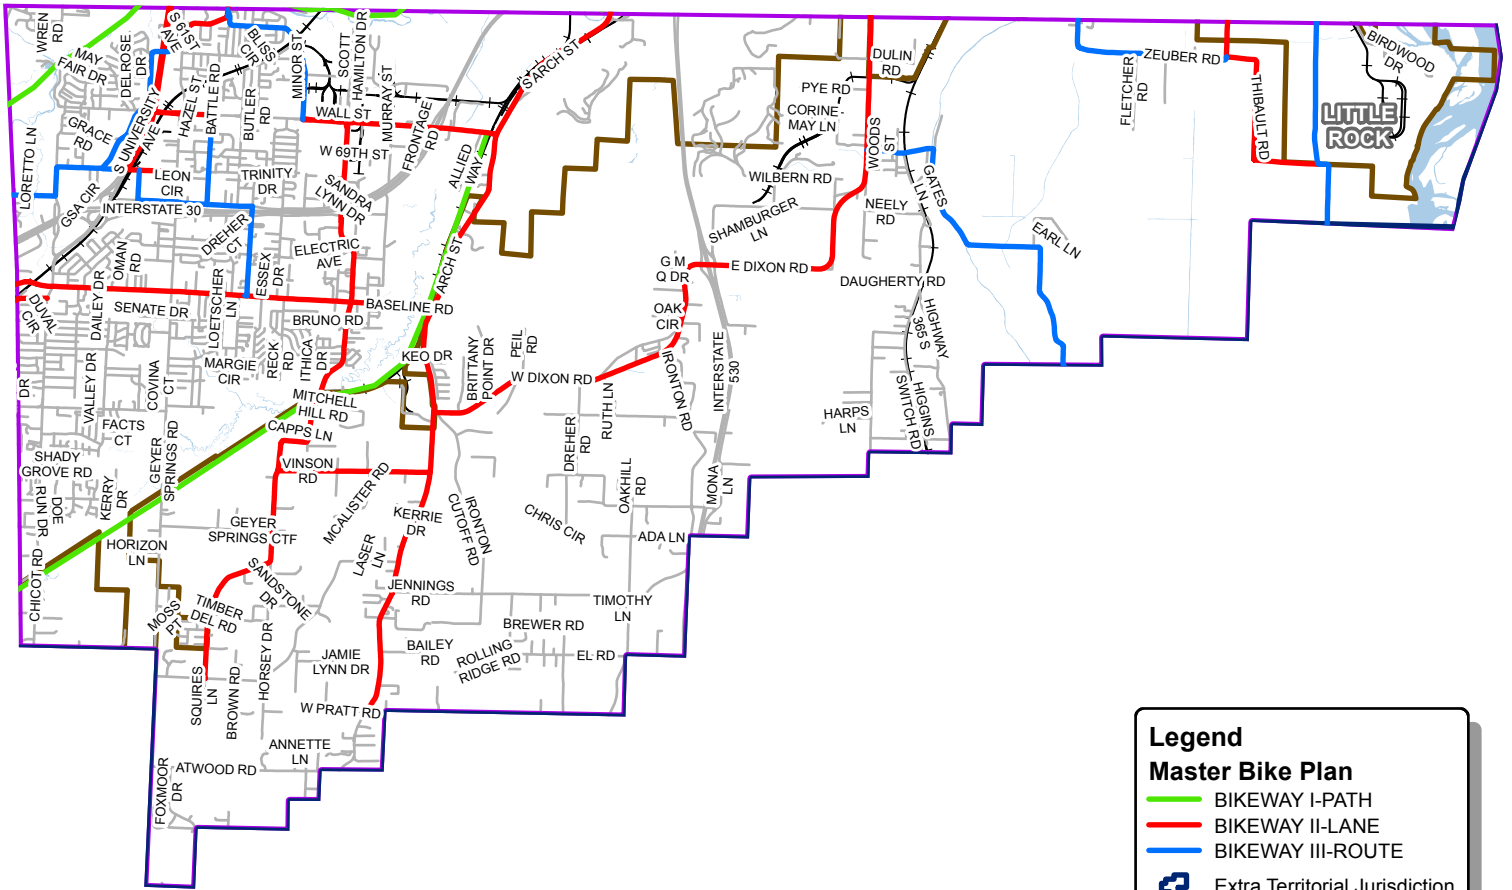 WREN
RD
MAY
FAIR DR
DELROSE
DR
S 61ST
AVE
BLISS
CIR
MINOR ST
SCOTT
HAMILTON DR
MURRAY ST
WALL ST
FRONTAGE
RD
S ARCH ST
HAZEL ST
BATTLE RD
BUTLER
RD
GRACE
RD
S UNIVERSITY
AVE
LORETTO LN
GSA CIR
LEON
CIR
TRINITY
DR
W 69TH ST
SANDRA
LYNN DR
ALLIED
WAY
INTERSTATE 30
DREHER
CT
ELECTRIC
AVE
ESSEX
DR
OMAN
RD
DAILEY DR
LOETSCHER
LN
ARCH ST
BASELINE RD
SENATE DR
DUVAL
CIR
BRUNO RD
RECK
RD
ITHICA
DR
MARGIE
CIR
COVINA
CT
VALLEY DR
DR
KEO DR
BRITTANY
POINT DR
PEIL
RD
W DIXON RD
MITCHELL
HILL RD
CAPPS LN
FACTS
CT
GEYER
SPRINGS RD
SHADY
GROVE RD
KERRY
DR
DOE
RUN DR
VINSON
RD
MCALISTER RD
KERRIE
DR
IRONTON
CUTOFF RD
CHRIS CIR
GEYER
SPRINGS CTF
HORIZON
LN
CHICOT RD
LASER
LN
SANDSTONE
DR
JENNINGS
RD
TIMBER
DEL RD
MOSS
PT
TIMOTHY
LN
BREWER RD
BAILEY
RD
ROLLING
RIDGE RD
EL RD
JAMIE
LYNN DR
HORSEY DR
SQUIRES
LN
BROWN RD
W PRATT RD
ANNETTE
LN
ATWOOD RD
FOXMOOR
DR
DULIN
RD
PYE RD
CORINE
MAY LN
WOODS
ST
WILBERN RD
SHAMBURGER
LN
NEELY
RD
GATES
LN
G M
Q DR
E DIXON RD
DAUGHERTY RD
OAK
CIR
IRONTON RD
INTERSTATE
530
HIGHWAY
365 S
HIGGINS
SWITCH RD
HARPS
LN
DREHER
RD
RUTH LN
OAKHILL
RD
MONA
LN
ADA LN
EARL LN
FLETCHER
RD
ZEUBER RD
THIBAULT RD
BIRDWOOD
DR
LITTLE
ROCK
Legend
Master Bike Plan
BIKEWAY I-PATH
BIKEWAY II-LANE
BIKEWAY III-ROUTE
Extra Territorial Jurisdiction